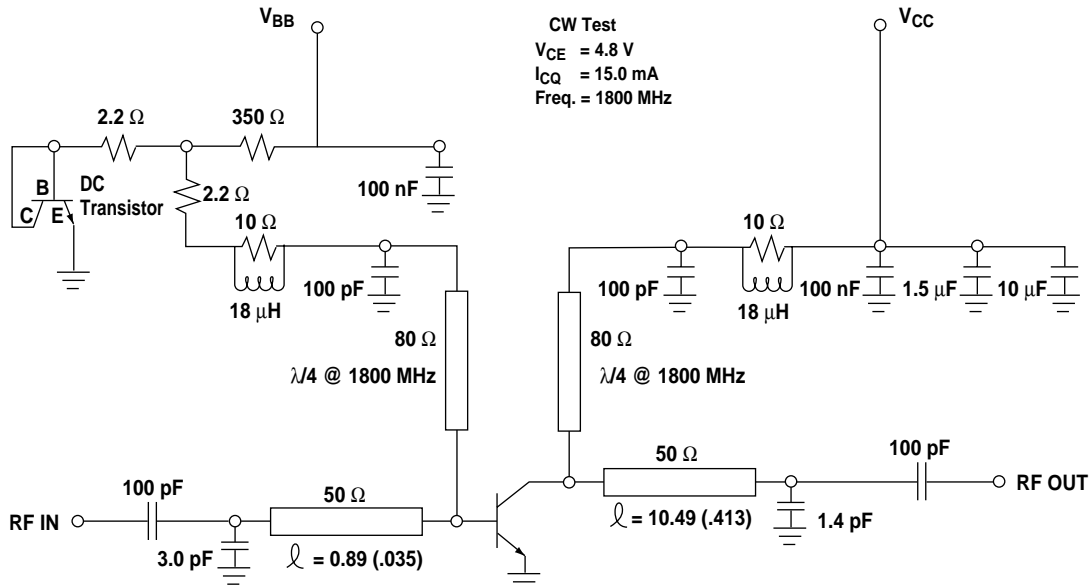 V_BB
CW Test
V_CE = 4.8 V
I_CQ = 15.0 mA
Freq. = 1800 MHz
V_CC
2.2 Ω
350 Ω
100 nF
B
C
E
DC
Transistor
2.2 Ω
10 Ω
18 μH
100 pF
80 Ω
λ/4 @ 1800 MHz
100 pF
10 Ω
18 μH
100 nF
1.5 μF
10 μF
80 Ω
λ/4 @ 1800 MHz
RF IN
100 pF
3.0 pF
50 Ω
ℓ = 0.89 (.035)
50 Ω
ℓ = 10.49 (.413)
1.4 pF
100 pF
RF OUT